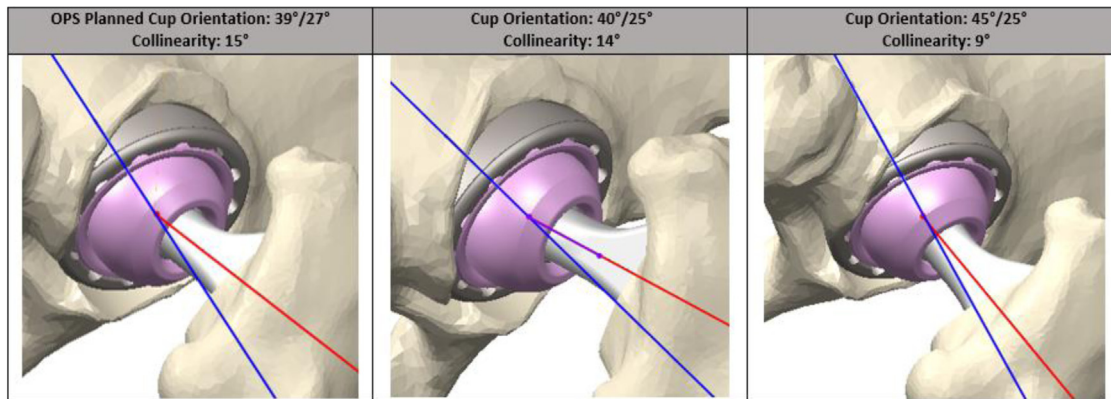 OPS Planned Cup Orientation: 39°/27°
Collinearity: 15°
Cup Orientation: 40°/25°
Collinearity: 14°
Cup Orientation: 45°/25°
Collinearity: 9°